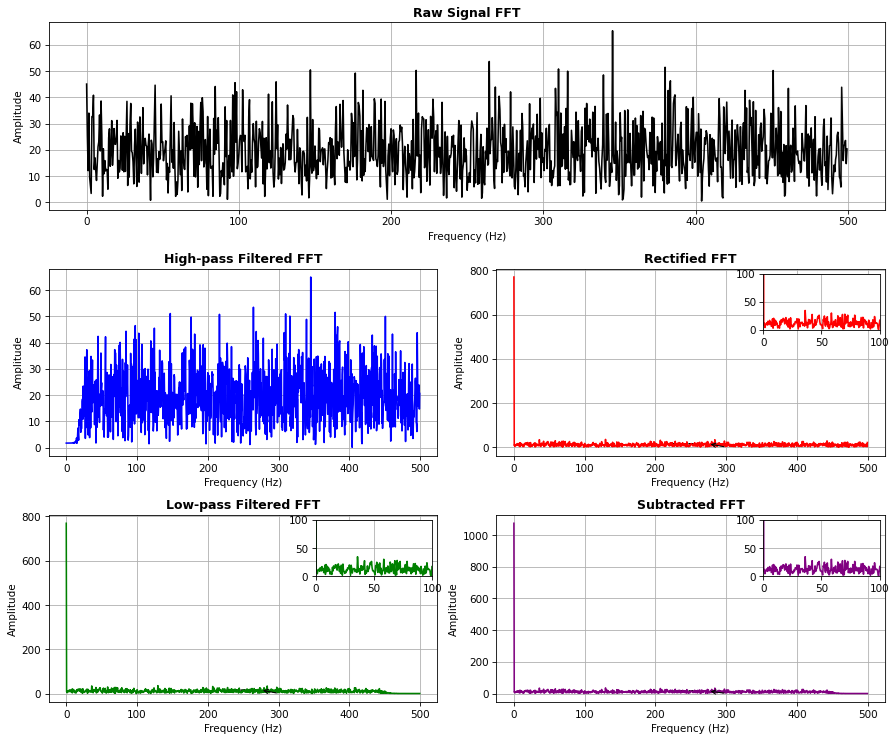 Raw Signal FFT
60
50
40
30
20
10
0
Amplitude
0 100 200 300 400 500
Frequency (Hz)
High-pass Filtered FFT
60
50
40
30
20
10
0
Amplitude
0 100 200 300 400 500
Frequency (Hz)
Rectified FFT
800
600
400
200
0
Amplitude
0 100 200 300 400 500
Frequency (Hz)
100
50
0
0 50 100
Low-pass Filtered FFT
800
600
400
200
0
Amplitude
0 100 200 300 400 500
Frequency (Hz)
100
50
0
0 50 100
Subtracted FFT
1000
800
600
400
200
0
Amplitude
0 100 200 300 400 500
Frequency (Hz)
100
50
0
0 50 100